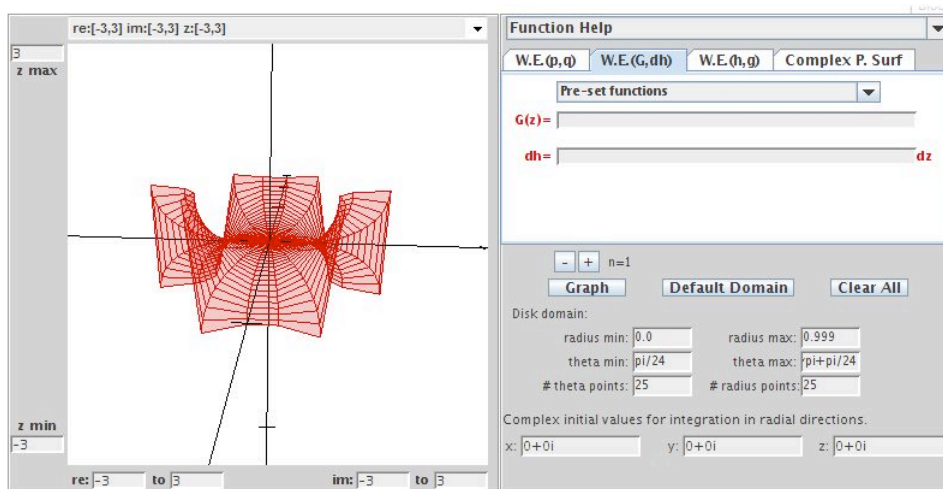 re:[-3,3] im:[-3,3] z:[-3,3]
3
z max
z min
-3
re: -3 to 3 im: -3 to 3
Function Help
W.E.(p,q) W.E.(G,dh) W.E.(h,g) Complex P. Surf
Pre-set functions
G(z)=
dh= dz
- + n=1
Graph Default Domain Clear All
Disk domain:
radius min: 0.0 radius max: 0.999
theta min: pi/24 theta max: pi+pi/24
# theta points: 25 # radius points: 25
Complex initial values for integration in radial directions.
x: 0+0i y: 0+0i z: 0+0i